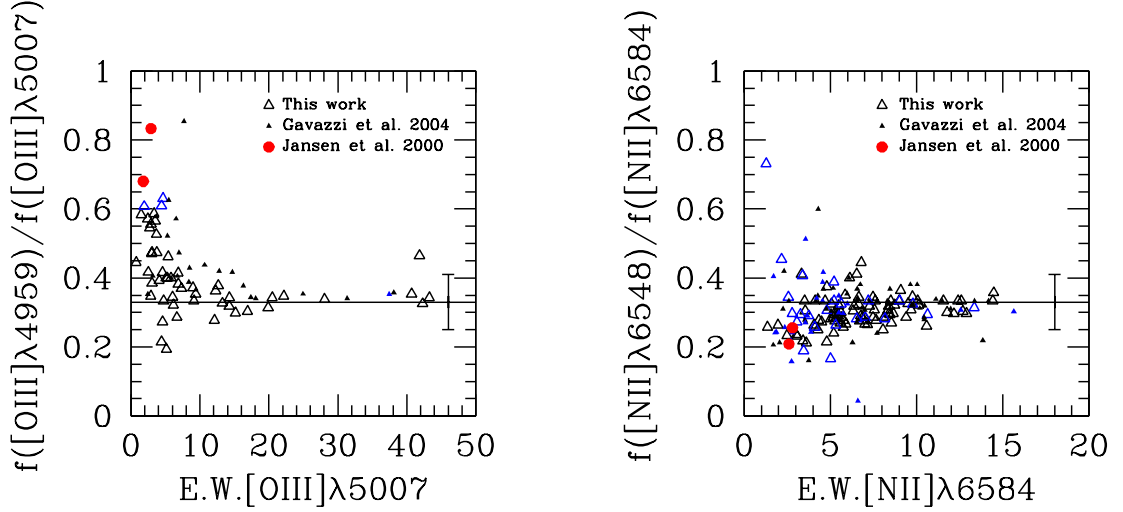 f([OIII]λ4959)/f([OIII]λ5007)
1
0.8
0.6
0.4
0.2
0
△ This work
▲ Gavazzi et al. 2004
● Jansen et al. 2000
0 10 20 30 40 50
E.W.[OIII]λ5007
f([NII]λ6548)/f([NII]λ6584)
1
0.8
0.6
0.4
0.2
0
△ This work
▲ Gavazzi et al. 2004
● Jansen et al. 2000
0 5 10 15 20
E.W.[NII]λ6584